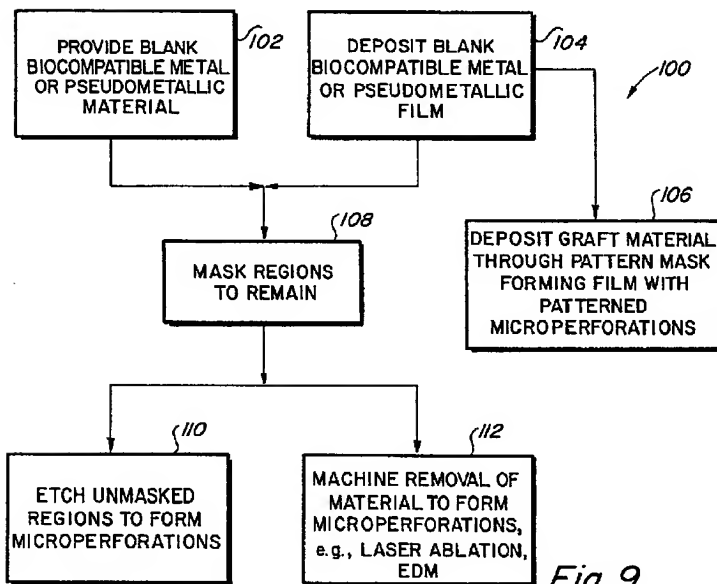 102
PROVIDE BLANK
BIOCOMPATIBLE METAL
OR PSEUDOMETALLIC
MATERIAL
104
DEPOSIT BLANK
BIOCOMPATIBLE METAL
OR PSEUDOMETALLIC
FILM
100
106
DEPOSIT GRAFT MATERIAL
THROUGH PATTERN MASK
FORMING FILM WITH
PATTERNED
MICROPERFORATIONS
108
MASK REGIONS
TO REMAIN
110
ETCH UNMASKED
REGIONS TO FORM
MICROPERFORATIONS
112
MACHINE REMOVAL OF
MATERIAL TO FORM
MICROPERFORATIONS,
e.g., LASER ABLATION,
EDM
Fig. 9